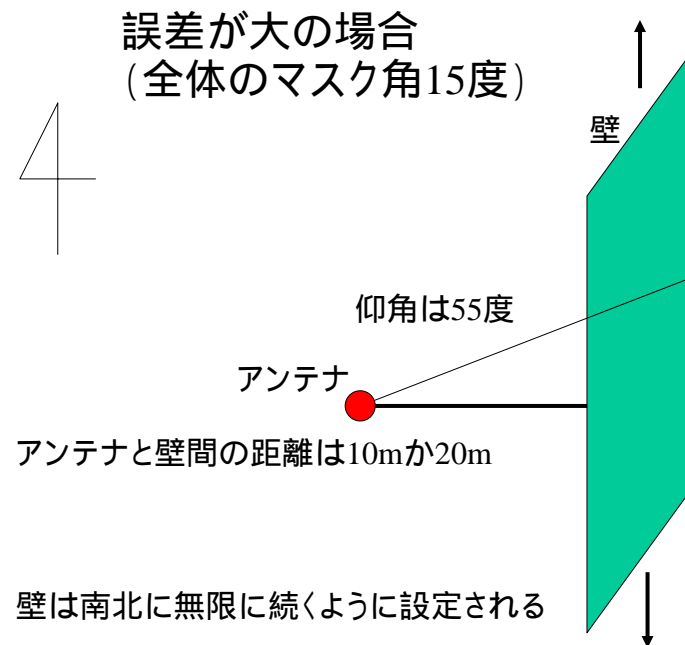 誤差が大の場合
(全体のマスク角15度)
壁
仰角は55度
アンテナ
アンテナと壁間の距離は10mか20m
壁は南北に無限に続くように設定される